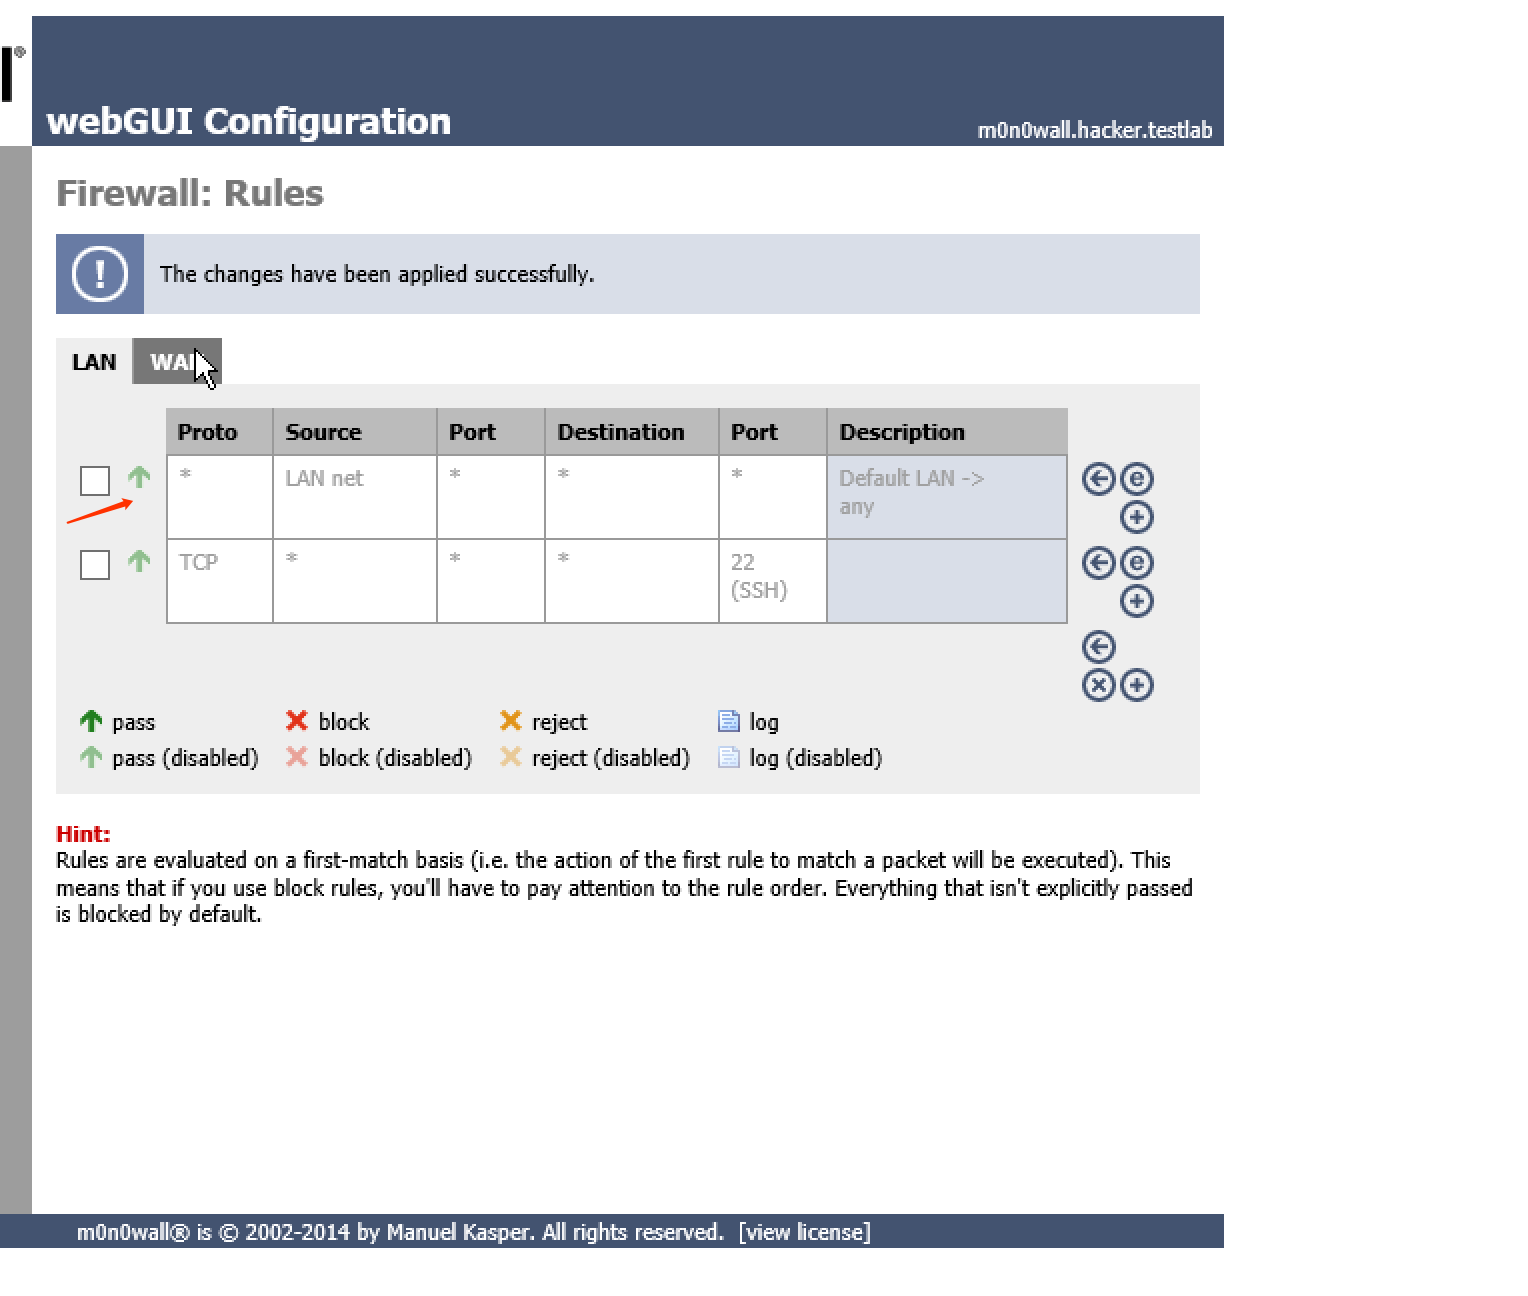 webGUI Configuration
m0n0wall.hacker.testlab
Firewall: Rules
The changes have been applied successfully.
LAN
Proto Source Port Destination Port Description
* LAN net * * * Default LAN ->
any
TCP * * * 22
(SSH)
pass block reject log
pass (disabled) block (disabled) reject (disabled) log (disabled)
Hint:
Rules are evaluated on a first-match basis (i.e. the action of the first rule to match a packet will be executed). This
means that if you use block rules, you'll have to pay attention to the rule order. Everything that isn't explicitly passed
is blocked by default.
m0n0wall® is © 2002-2014 by Manuel Kasper. All rights reserved. [view license]